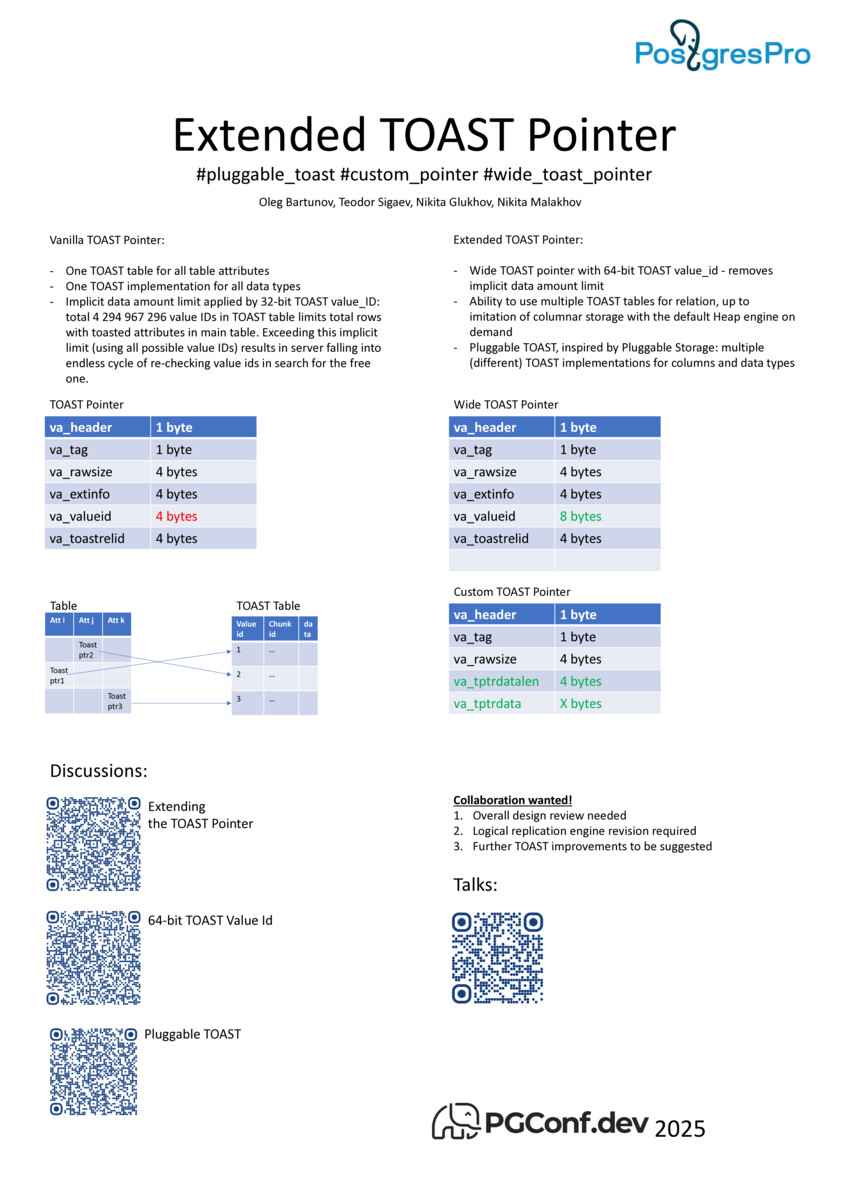 PostgresPro
Extended TOAST Pointer
#pluggable_toast #custom_pointer #wide_toast_pointer
Oleg Bartunov, Teodor Sigaev, Nikita Glukhov, Nikita Malakhov
Vanilla TOAST Pointer:
- One TOAST table for all table attributes
- One TOAST implementation for all data types
- Implicit data amount limit applied by 32-bit TOAST value_ID:
total 4 294 967 296 value IDs in TOAST table limits total rows
with toasted attributes in main table. Exceeding this implicit
limit (using all possible value IDs) results in server falling into
endless cycle of re-checking value ids in search for the free
one.
TOAST Pointer
va_header 1 byte
va_tag 1 byte
va_rawsize 4 bytes
va_extinfo 4 bytes
va_valueid 4 bytes
va_toastrelid 4 bytes
Table
Att i Att j Att k
Toast
ptr2
Toast
ptr1
Toast
ptr3
TOAST Table
Value
id
Chunk
id
da
ta
1 ...
2 ...
3 ...
Extended TOAST Pointer:
- Wide TOAST pointer with 64-bit TOAST value_id - removes
implicit data amount limit
- Ability to use multiple TOAST tables for relation, up to
imitation of columnar storage with the default Heap engine on
demand
- Pluggable TOAST, inspired by Pluggable Storage: multiple
(different) TOAST implementations for columns and data types
Wide TOAST Pointer
va_header 1 byte
va_tag 1 byte
va_rawsize 4 bytes
va_extinfo 4 bytes
va_valueid 8 bytes
va_toastrelid 4 bytes
Custom TOAST Pointer
va_header 1 byte
va_tag 1 byte
va_rawsize 4 bytes
va_tptrdatalen 4 bytes
va_tptrdata X bytes
Discussions:
Extending
the TOAST Pointer
64-bit TOAST Value Id
Pluggable TOAST
Collaboration wanted!
1. Overall design review needed
2. Logical replication engine revision required
3. Further TOAST improvements to be suggested
Talks:
PGConf.dev 2025